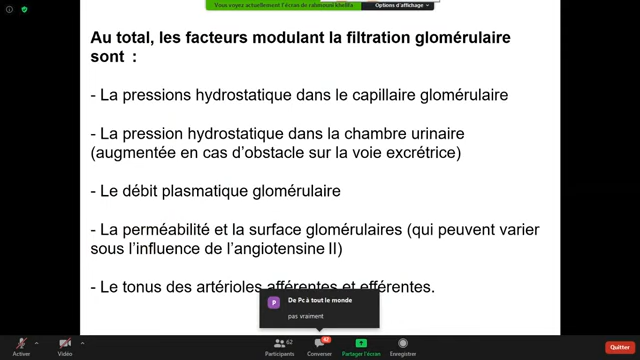 Vous voyez actuellement l'écran de rahmouni khelifa
Options d'affichage
Au total, les facteurs modulant la filtration glomérulaire
sont :
- La pressions hydrostatique dans le capillaire glomérulaire
- La pression hydrostatique dans la chambre urinaire
(augmentée en cas d'obstacle sur la voie excrétrice)
- Le débit plasmatique glomérulaire
- La perméabilité et la surface glomérulaires (qui peuvent varier
sous l'influence de l'angiotensine II)
- Le tonus des artérioles afférentes et efférentes.
P
De Pc à tout le monde
pas vraiment
62
62
Activer
Vidéo
Participants
Converser
Partager l'écran
Enregistrer
Quitter